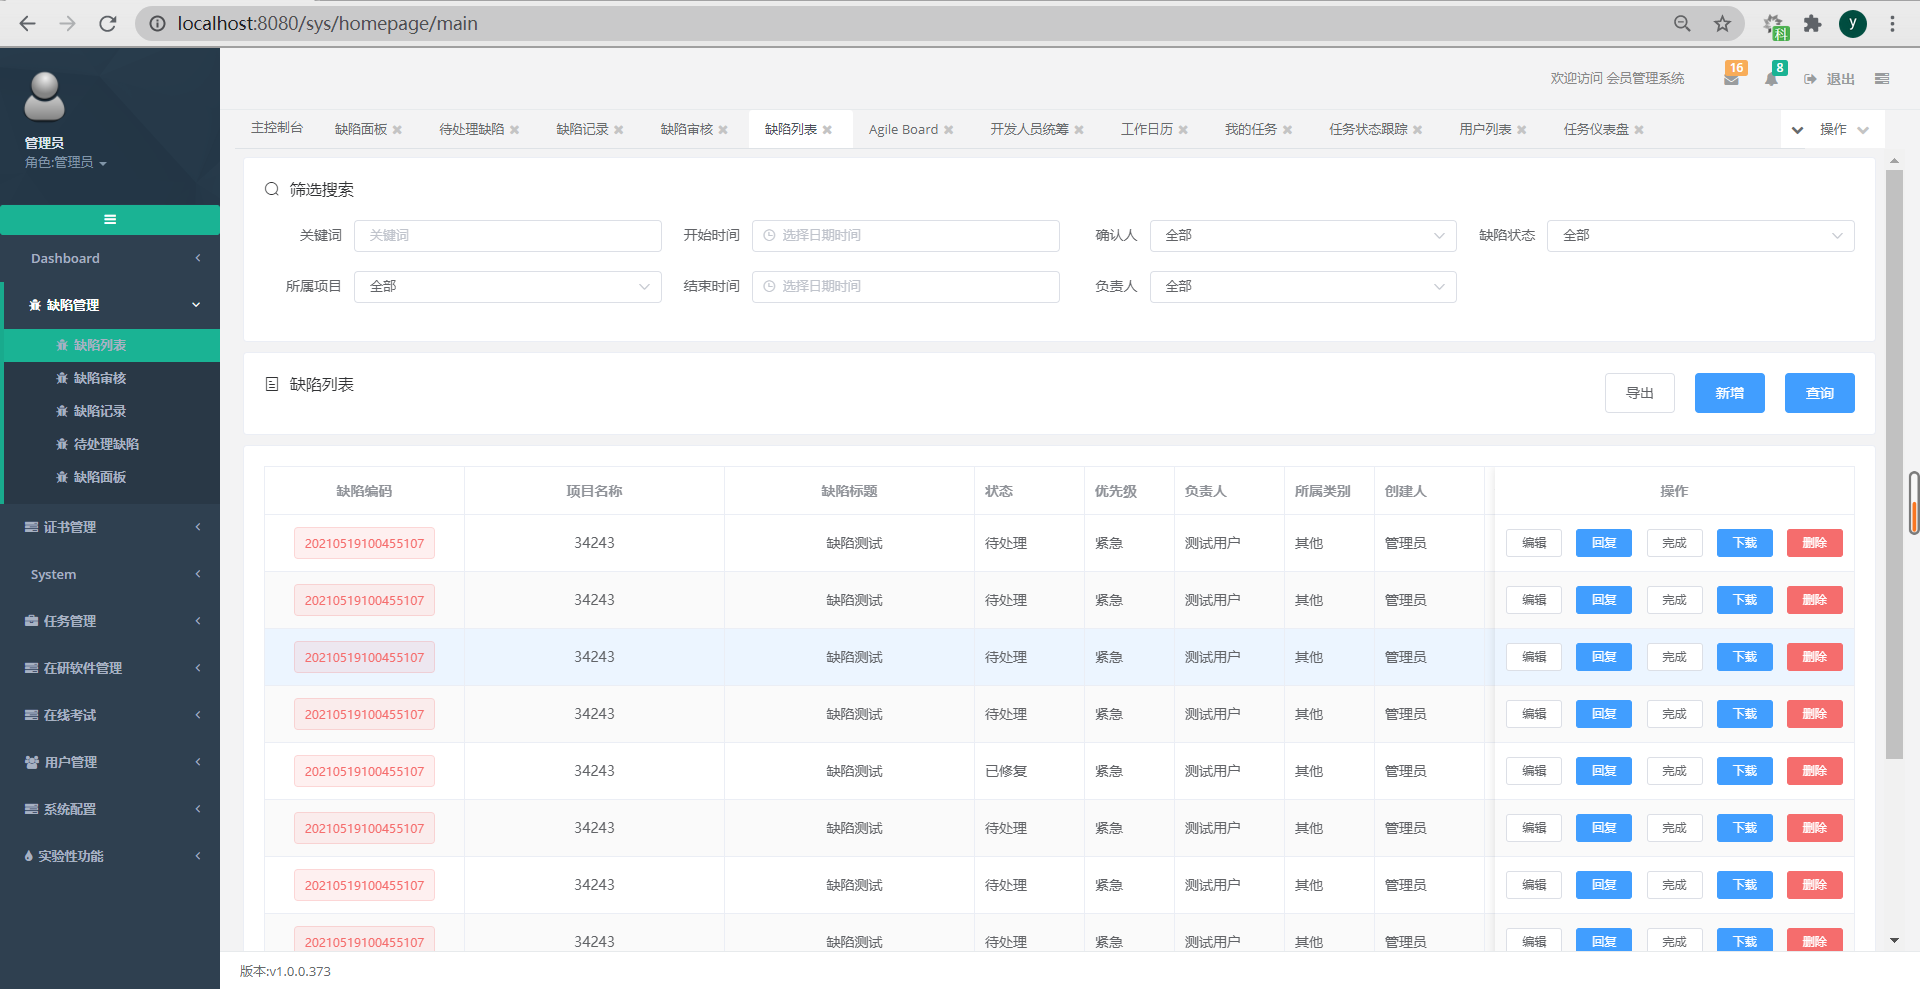 localhost:8080/sys/homepage/main
科
y
管理员
角色:管理员
Dashboard
缺陷管理
缺陷列表
缺陷审核
缺陷记录
待处理缺陷
缺陷面板
证书管理
System
任务管理
在研软件管理
在线考试
用户管理
系统配置
实验性功能
欢迎访问 会员管理系统 16 8 退出
主控制台 缺陷面板 待处理缺陷 缺陷记录 缺陷审核 缺陷列表 Agile Board 开发人员统筹 工作日历 我的任务 任务状态跟踪 用户列表 任务仪表盘 操作
筛选搜索
关键词 关键词 开始时间 选择日期时间 确认人 全部 缺陷状态 全部
所属项目 全部 结束时间 选择日期时间 负责人 全部
缺陷列表 导出 新增 查询
缺陷编码 项目名称 缺陷标题 状态 优先级 负责人 所属类别 创建人 操作
20210519100455107 34243 缺陷测试 待处理 紧急 测试用户 其他 管理员 编辑 回复 完成 下载 删除
20210519100455107 34243 缺陷测试 待处理 紧急 测试用户 其他 管理员 编辑 回复 完成 下载 删除
20210519100455107 34243 缺陷测试 待处理 紧急 测试用户 其他 管理员 编辑 回复 完成 下载 删除
20210519100455107 34243 缺陷测试 待处理 紧急 测试用户 其他 管理员 编辑 回复 完成 下载 删除
20210519100455107 34243 缺陷测试 已修复 紧急 测试用户 其他 管理员 编辑 回复 完成 下载 删除
20210519100455107 34243 缺陷测试 待处理 紧急 测试用户 其他 管理员 编辑 回复 完成 下载 删除
20210519100455107 34243 缺陷测试 待处理 紧急 测试用户 其他 管理员 编辑 回复 完成 下载 删除
20210519100455107 34243 缺陷测试 待处理 紧急 测试用户 其他 管理员 编辑 回复 完成 下载 删除
版本:v1.0.0.373